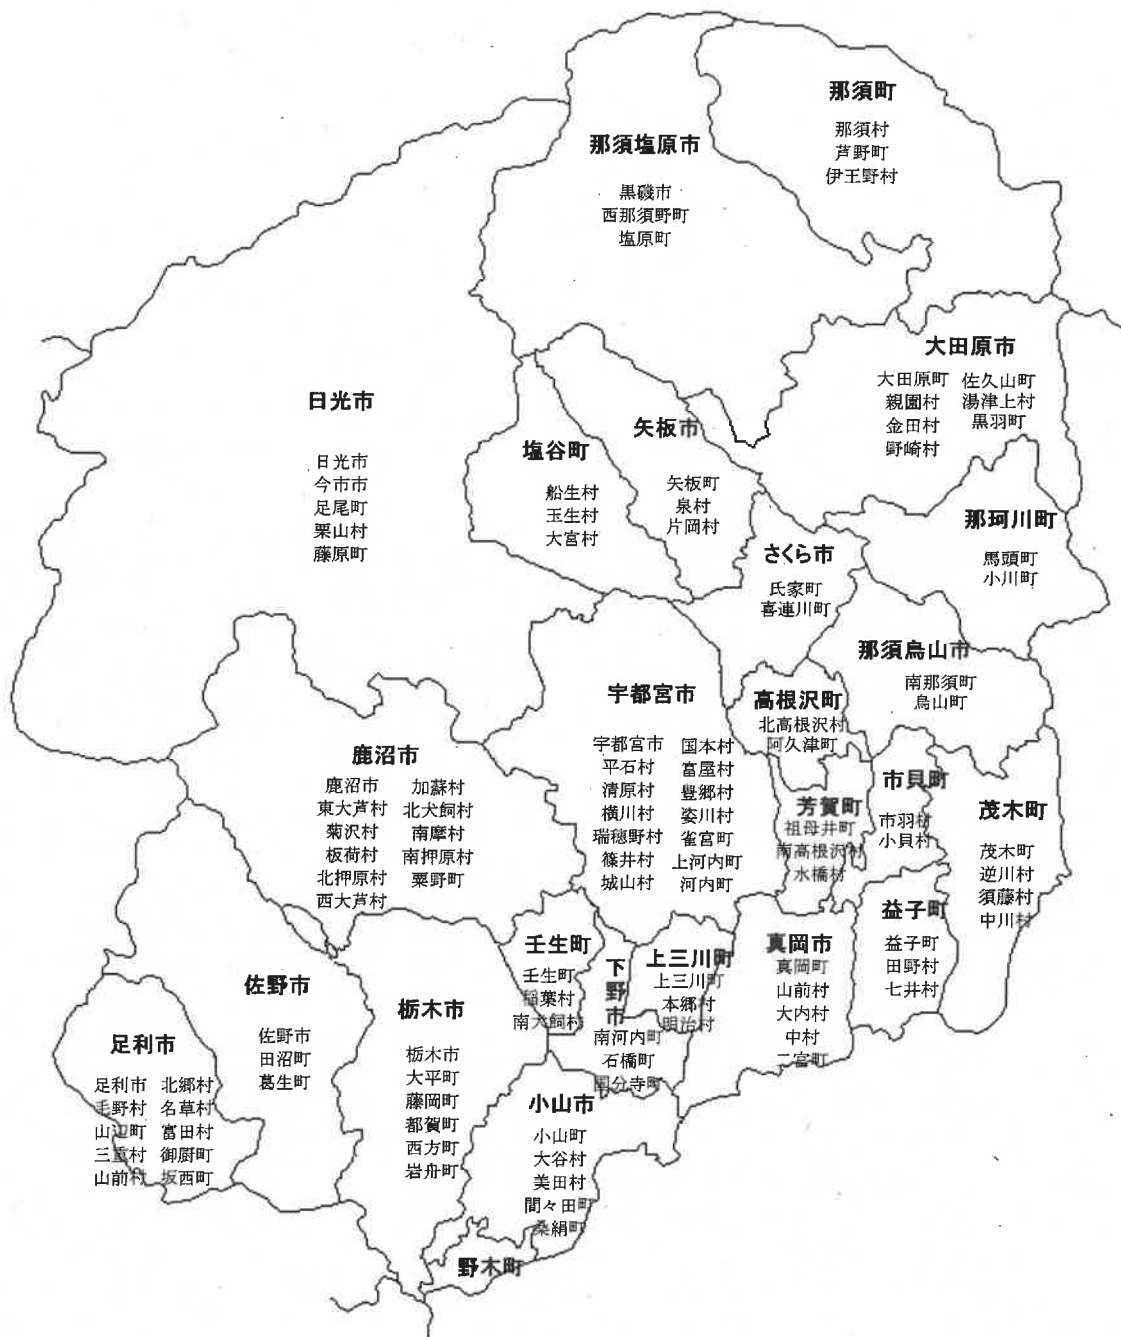 那須町
那須村
芦野町
伊王野村
那須塩原市
黒磯市
西那須野町
塩原町
大田原市
大田原町
親園村
金田村
野崎村
佐久山町
湯津上村
黒羽町
日光市
日光市
今市市
足尾町
栗山村
藤原町
塩谷町
船生村
玉生村
大宮村
矢板市
矢板町
泉村
片岡村
さくら市
氏家町
喜連川町
那珂川町
馬頭町
小川町
那須烏山市
南那須町
烏山町
宇都宮市
宇都宮市
平石村
清原村
横川村
瑞穂野村
篠井村
城山村
国本村
富屋村
豊郷村
姿川村
雀宮町
上河内町
河内町
高根沢町
北高根沢村
阿久津町
鹿沼市
鹿沼市
東大芦村
菊沢村
板荷村
北押原村
西大芦村
加蘇村
北犬飼村
南摩村
南押原村
粟野町
芳賀町
祖母井町
南高根沢村
水橋村
市貝町
市羽村
小貝村
茂木町
茂木町
逆川村
須藤村
中川村
益子町
益子町
田野村
七井村
真岡市
真岡町
山前村
大内村
中村
二宮町
上三川町
上三川町
本郷村
明治村
下野市
南河内町
石橋町
国分寺町
壬生町
壬生町
稲葉村
南犬飼村
栃木市
栃木市
大平町
藤岡町
都賀町
西方町
岩舟町
佐野市
佐野市
田沼町
葛生町
足利市
足利市
毛野村
山辺町
三重村
山前村
北郷村
名草村
富田村
御厨町
坂西町
小山市
小山町
大谷村
美田村
間々田町
桑絹町
野木町